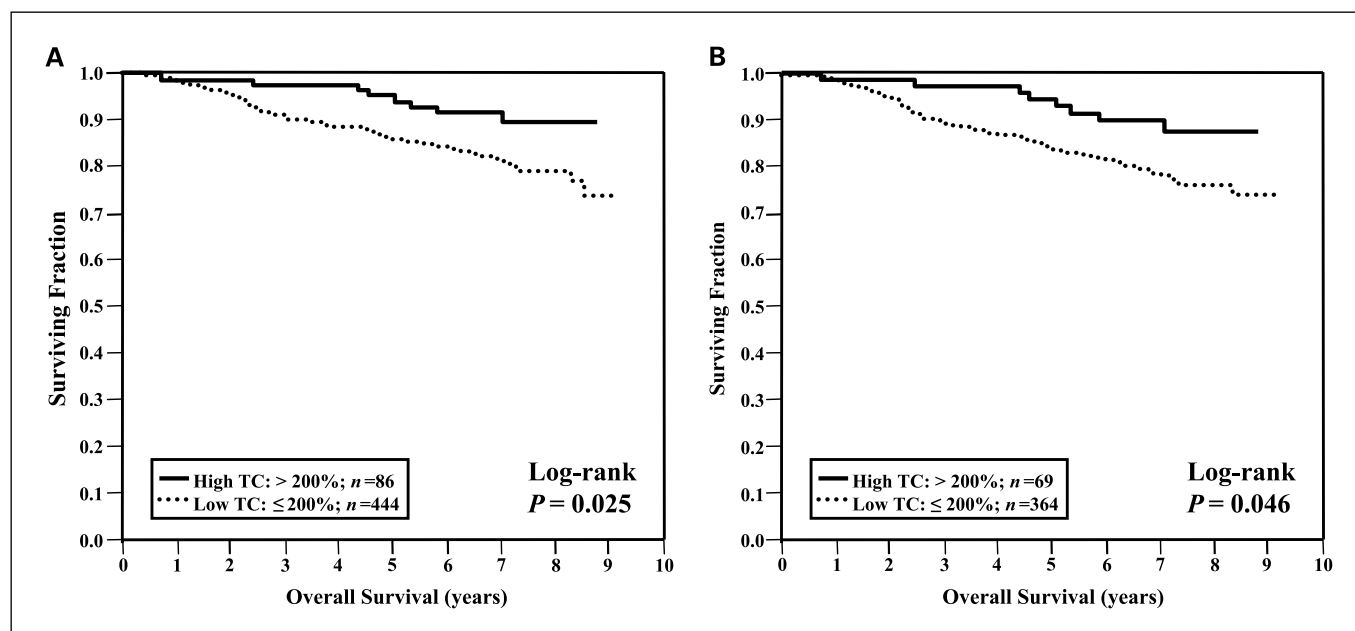 A
Surviving Fraction
1.0
0.9
0.8
0.7
0.6
0.5
0.4
0.3
0.2
0.1
0.0
High TC: > 200%; n=86
Low TC: ≤ 200%; n=444
Log-rank
P = 0.025
0 1 2 3 4 5 6 7 8 9 10
Overall Survival (years)
B
Surviving Fraction
1.0
0.9
0.8
0.7
0.6
0.5
0.4
0.3
0.2
0.1
0.0
High TC: > 200%; n=69
Low TC: ≤ 200%; n=364
Log-rank
P = 0.046
0 1 2 3 4 5 6 7 8 9 10
Overall Survival (years)